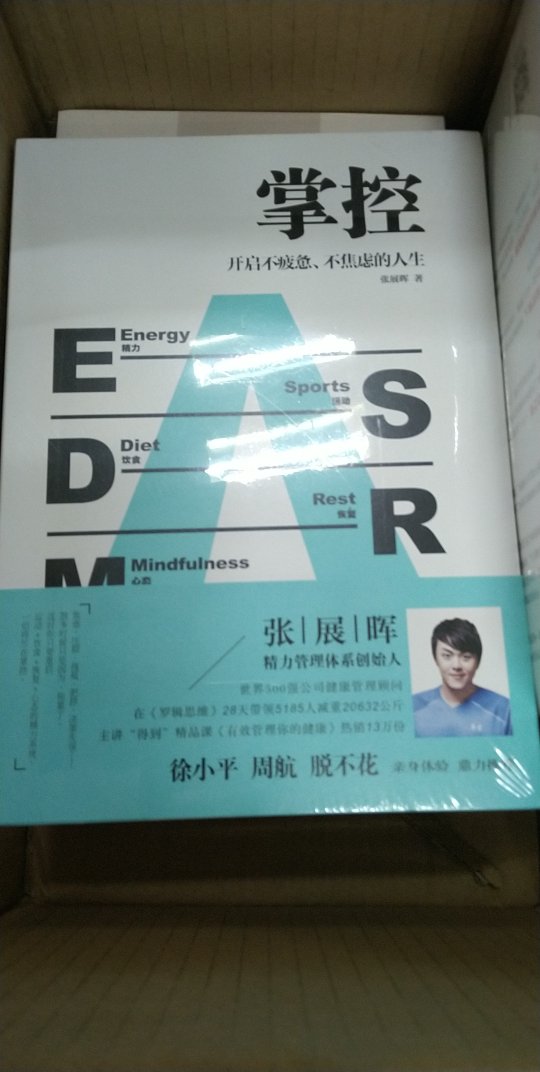 掌控
开启不疲惫、不焦虑的人生
张展晖 著
E Energy
精力
Sports S
运动
D Diet
饮食
Rest R
恢复
M Mindfulness
心态
张|展|晖
精力管理体系创始人
世界500强公司健康管理顾问
在《罗辑思维》28天带领5185人减重20632公斤
主讲“得到”精品课《有效管理你的健康》热销13万份
徐小平 周航 脱不花 亲身体验 鼎力推